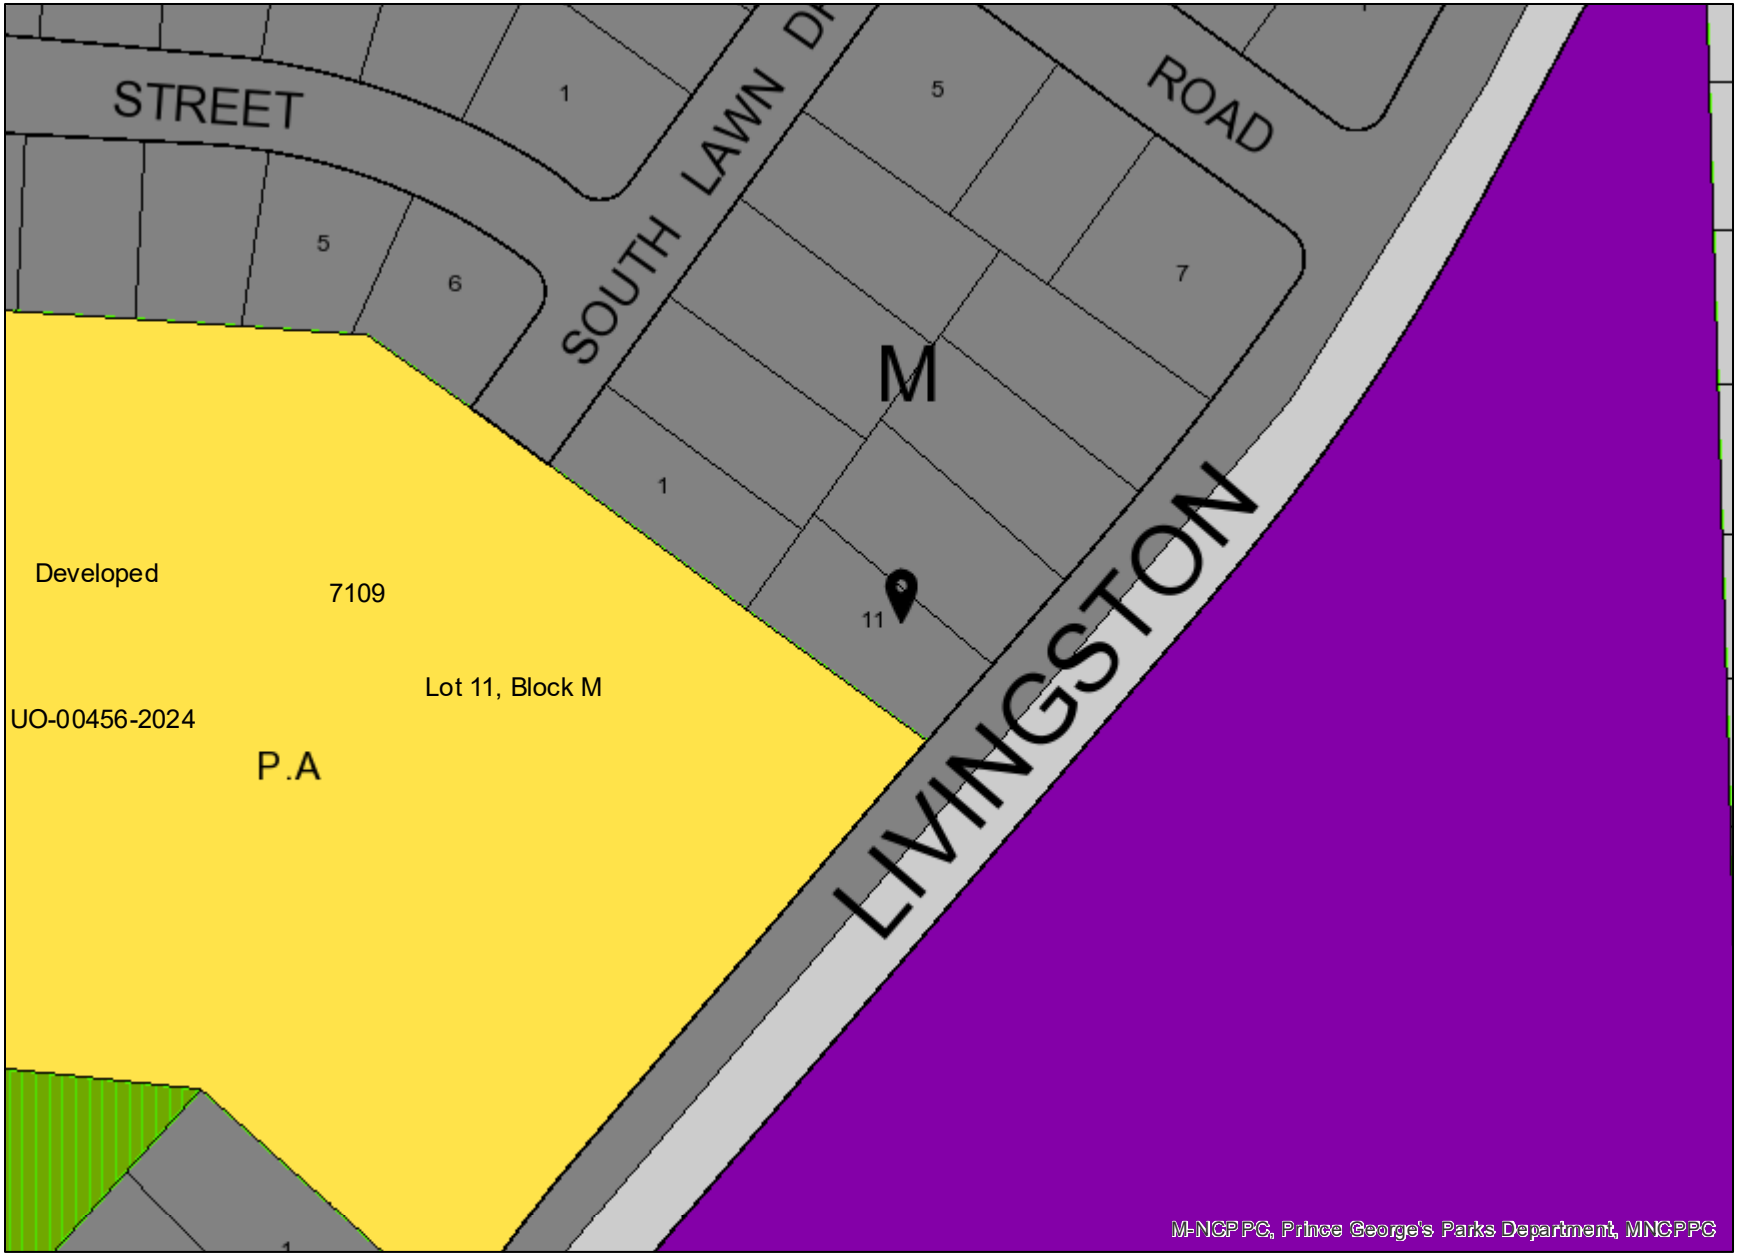 STREET
1
SOUTH LAWN
5
ROAD
5
6
7
M
1
11
LIVINGSTON
Developed
7109
Lot 11, Block M
UO-00456-2024
P.A
1
M-NCPPC, Prince George's Parks Department, MNCPPC